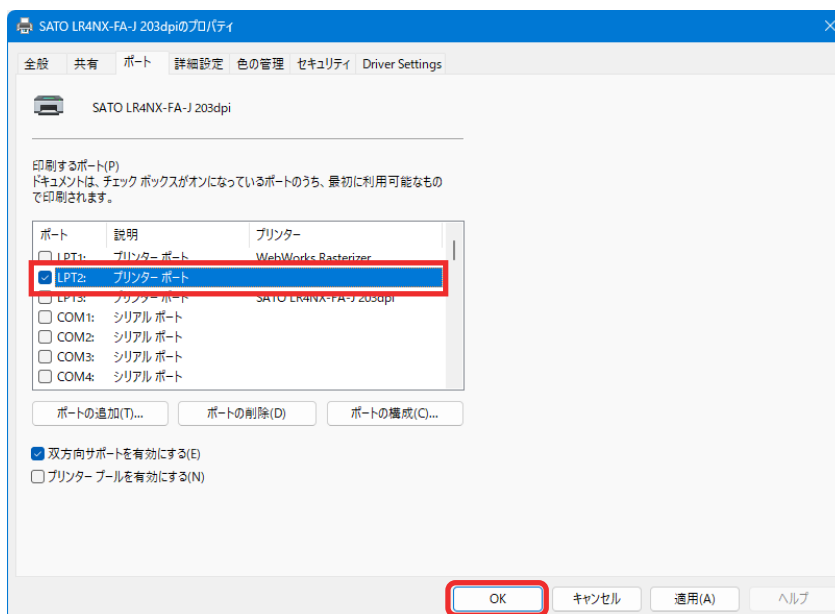 SATO LR4NX-FA-J 203dpiのプロパティ
全般 共有 ポート 詳細設定 色の管理 セキュリティ Driver Settings
SATO LR4NX-FA-J 203dpi
印刷するポート(P)
ドキュメントは、チェック ボックスがオンになっているポートのうち、最初に利用可能なもの
で印刷されます。
ポート 説明 プリンター
LPT1: プリンター ポート WebWorks Rasterizer
LPT2: プリンター ポート
LPT3: プリンター ポート SATO LR4NX-FA-J 203dpi
COM1: シリアル ポート
COM2: シリアル ポート
COM3: シリアル ポート
COM4: シリアル ポート
ポートの追加(T)... ポートの削除(D) ポートの構成(C)...
双方向サポートを有効にする(E)
プリンター プールを有効にする(N)
OK キャンセル 適用(A) ヘルプ